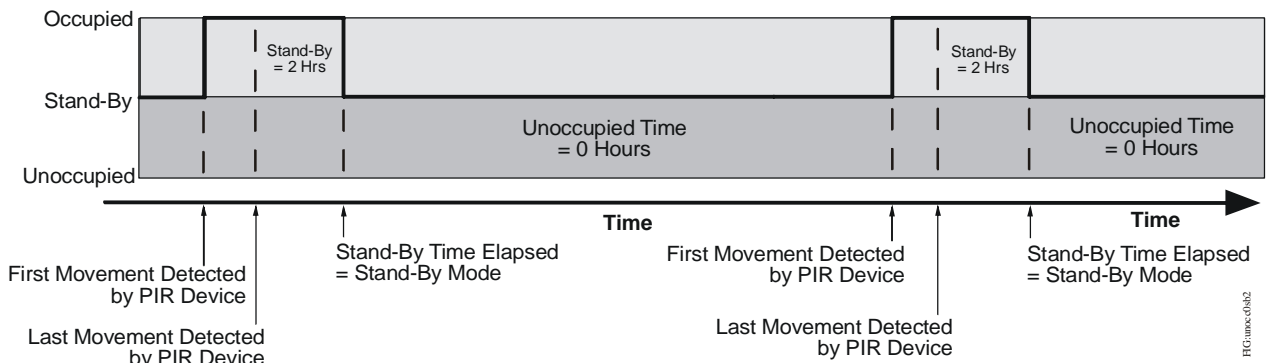 Occupied
Stand-By
= 2 Hrs
Stand-By
= 2 Hrs
Stand-By
Unoccupied Time
= 0 Hours
Unoccupied Time
= 0 Hours
Unoccupied
Time
Time
First Movement Detected
by PIR Device
Stand-By Time Elapsed
= Stand-By Mode
First Movement Detected
by PIR Device
Stand-By Time Elapsed
= Stand-By Mode
Last Movement Detected
by PIR Device
Last Movement Detected
by PIR Device